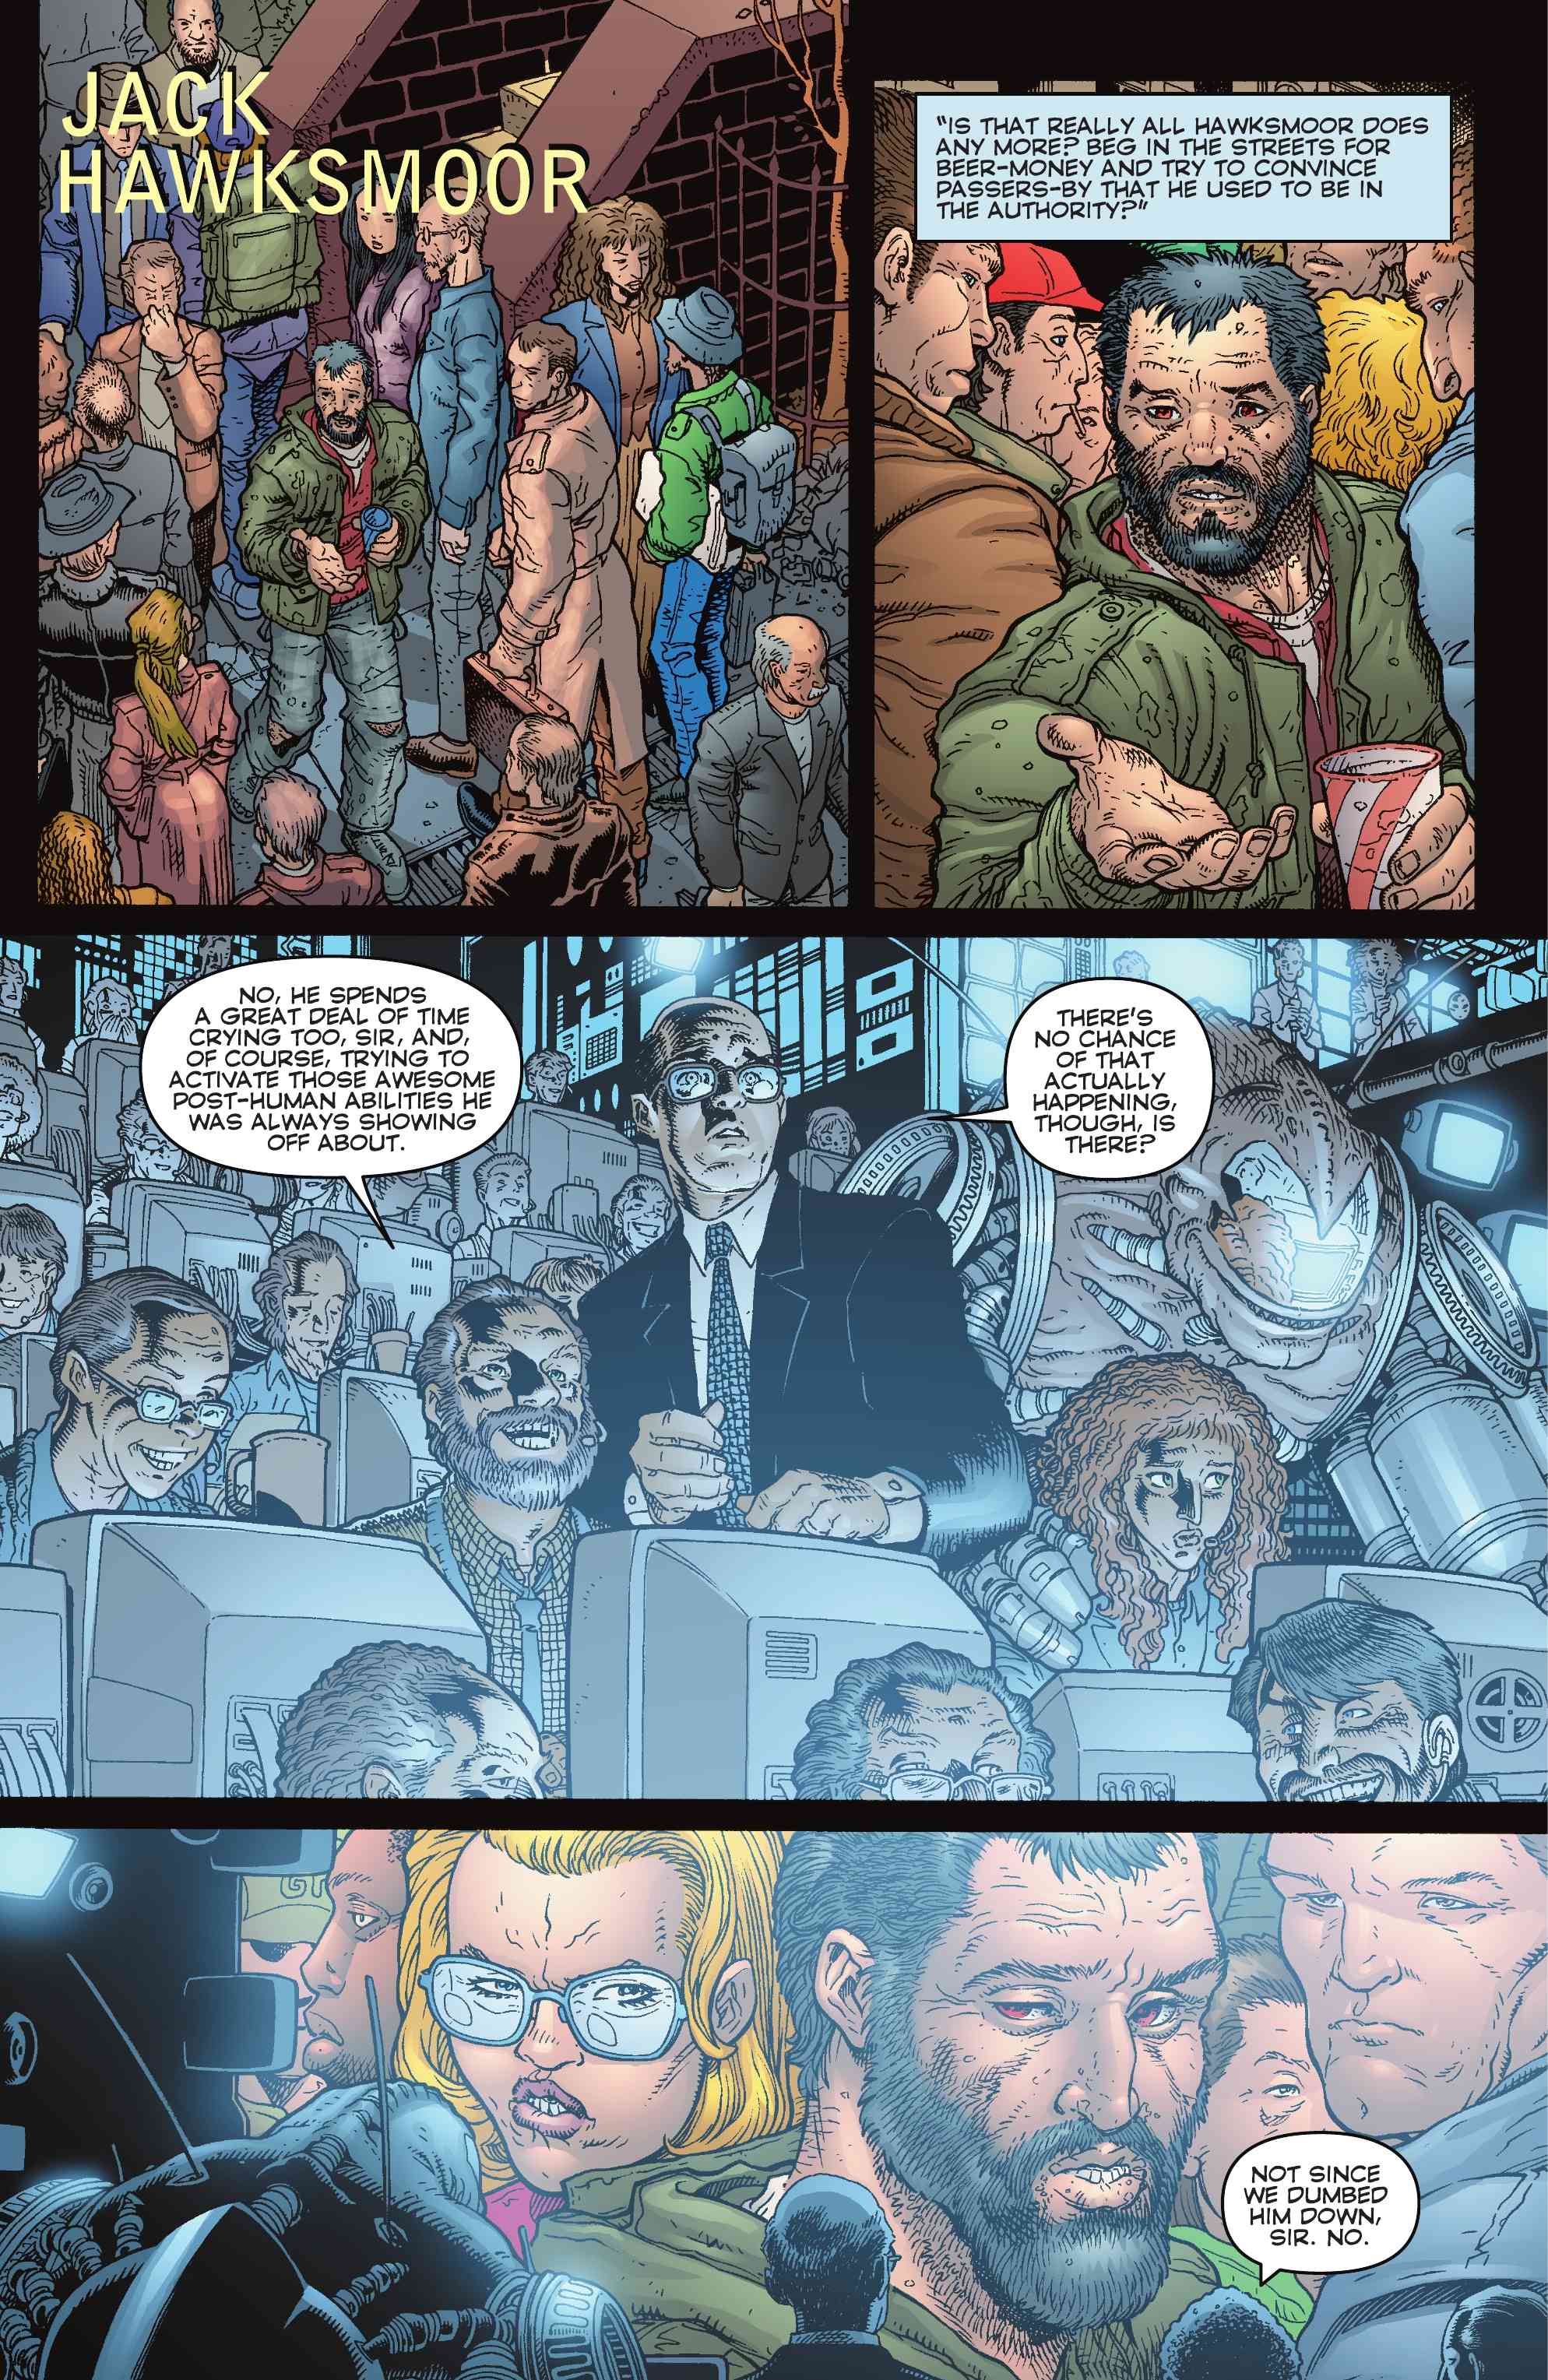 JACK
HAWKSMOOR
"IS THAT REALLY ALL HAWKSMOOR DOES
ANY MORE? BEG IN THE STREETS FOR
BEER-MONEY AND TRY TO CONVINCE
PASSERS-BY THAT HE USED TO BE IN
THE AUTHORITY?"
NO, HE SPENDS
A GREAT DEAL OF TIME
CRYING TOO, SIR, AND,
OF COURSE, TRYING TO
ACTIVATE THOSE AWESOME
POST-HUMAN ABILITIES HE
WAS ALWAYS SHOWING
OFF ABOUT.
THERE'S
NO CHANCE
OF THAT
ACTUALLY
HAPPENING,
THOUGH, IS
THERE?
NOT SINCE
WE DUMBED
HIM DOWN,
SIR. NO.